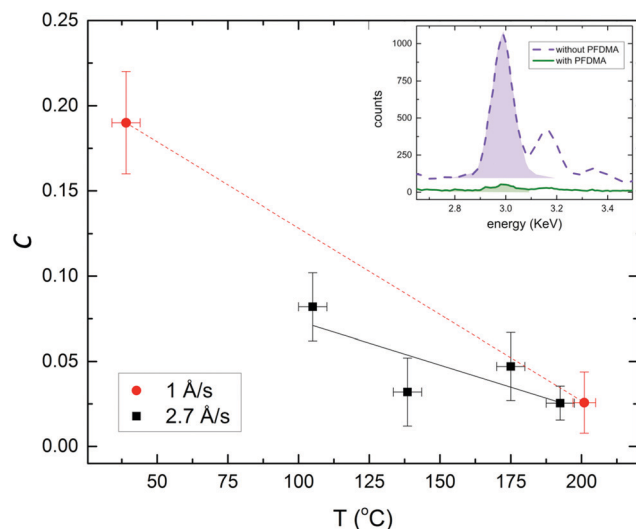 0.20
0.15
0.10
0.05
0.00
C
50
75
100
125
150
175
200
T (°C)
1 Å/s
2.7 Å/s
1000
750
500
250
0
counts
2.8
3.0
3.2
3.4
energy (KeV)
without PFDMA
with PFDMA